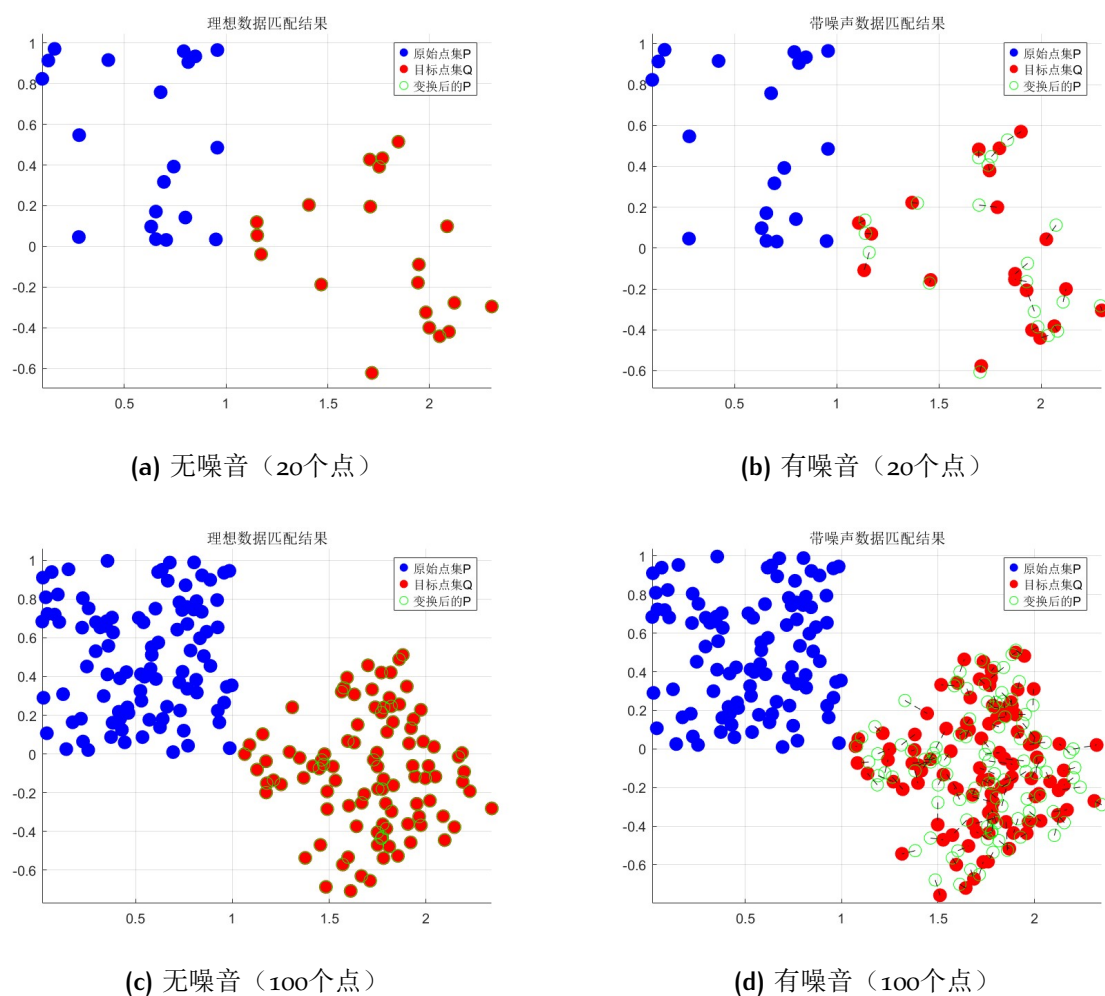 理想数据匹配结果
1
0.8
0.6
0.4
0.2
0
-0.2
-0.4
-0.6
0.5
1
1.5
2
原始点集P
目标点集Q
变换后的P
(a) 无噪音（20个点）
带噪声数据匹配结果
1
0.8
0.6
0.4
0.2
0
-0.2
-0.4
-0.6
0.5
1
1.5
2
原始点集P
目标点集Q
变换后的P
(b) 有噪音（20个点）
理想数据匹配结果
1
0.8
0.6
0.4
0.2
0
-0.2
-0.4
-0.6
0.5
1
1.5
2
原始点集P
目标点集Q
变换后的P
(c) 无噪音（100个点）
带噪声数据匹配结果
1
0.8
0.6
0.4
0.2
0
-0.2
-0.4
-0.6
0.5
1
1.5
2
原始点集P
目标点集Q
变换后的P
(d) 有噪音（100个点）